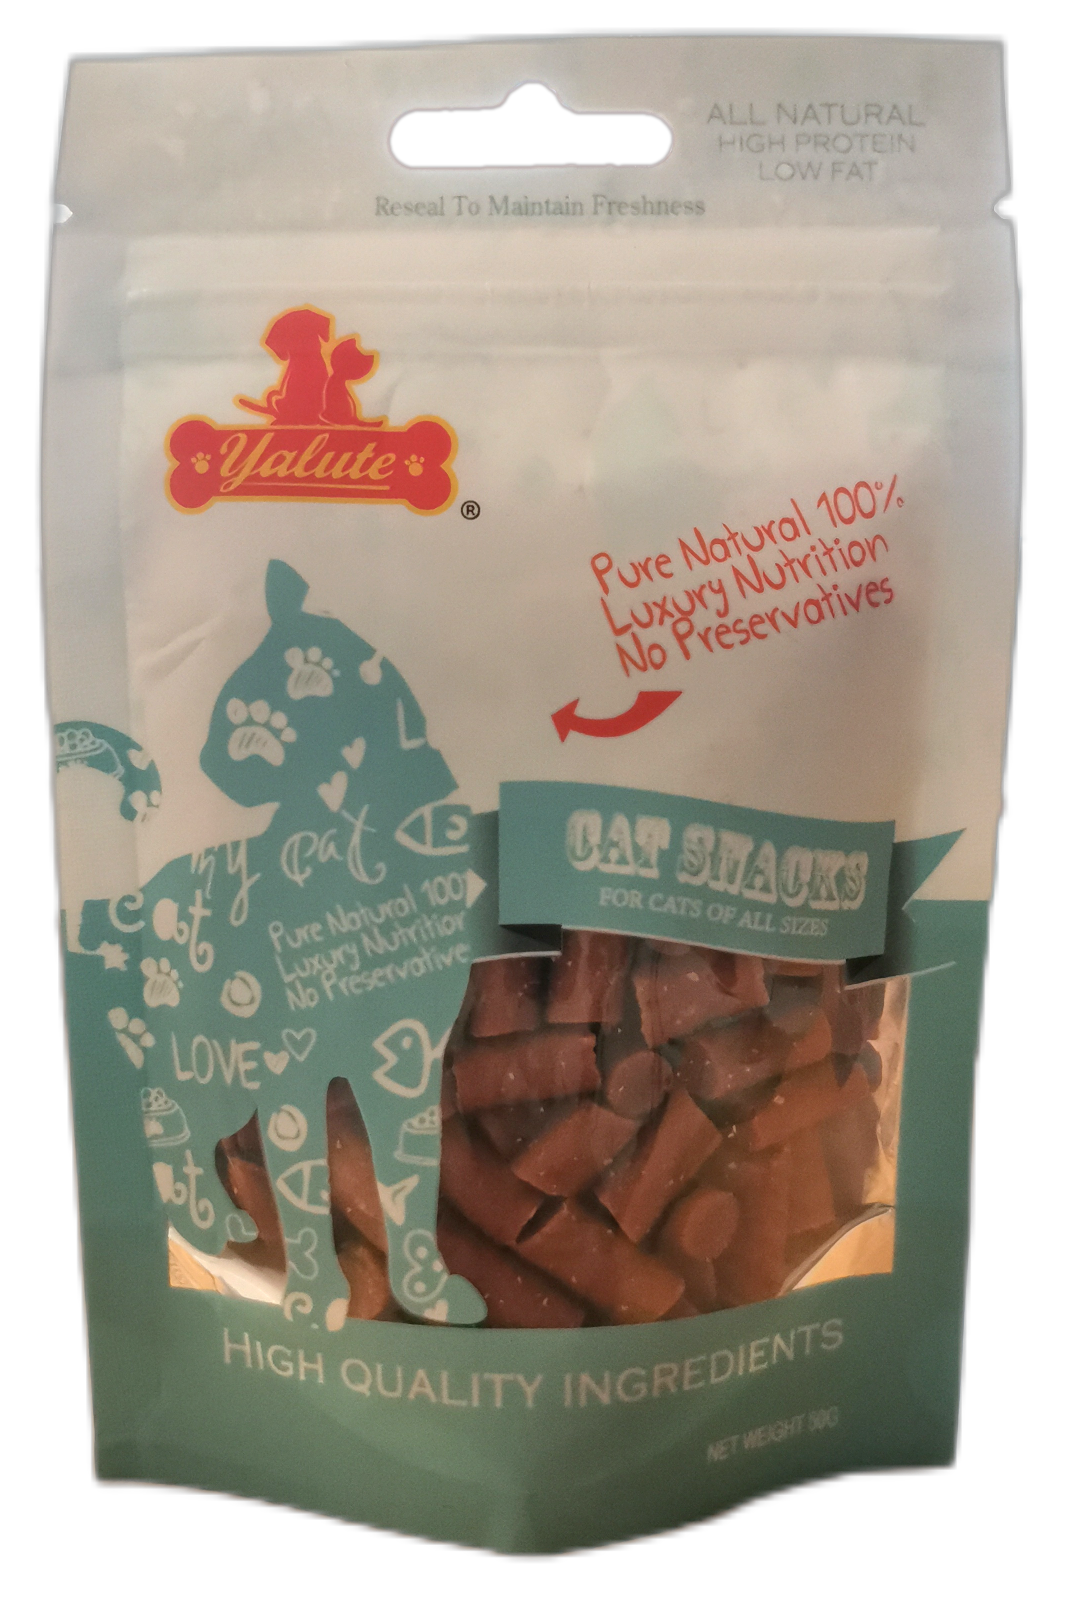 ALL NATURAL
HIGH PROTEIN
LOW FAT
Reseal To Maintain Freshness
Yalute
®
Pure Natural 100%
Luxury Nutrition
No Preservatives
L
my cat
cat
Pure Natural 100
Luxury Nutrition
No Preservative
LOVE
at
CAT SNACKS
FOR CATS OF ALL SIZES
HIGH QUALITY INGREDIENTS
NET WEIGHT 50G